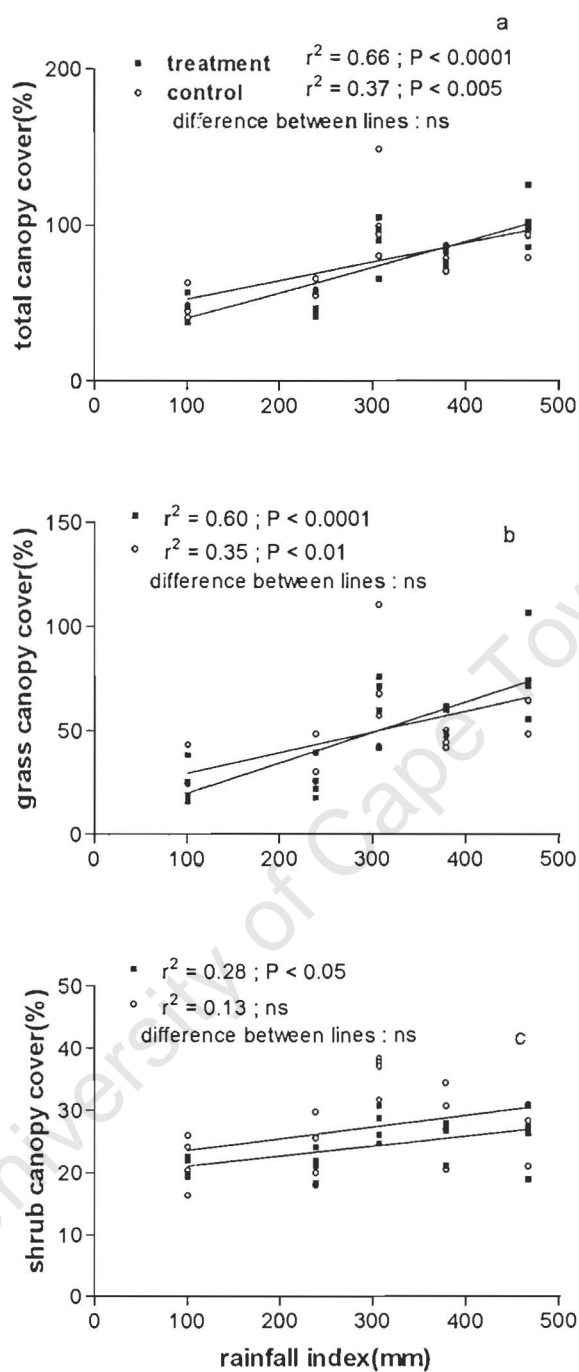 a
■ treatment r² = 0.66 ; P < 0.0001
○ control r² = 0.37 ; P < 0.005
difference between lines : ns
total canopy cover(%)
200
100
0
0 100 200 300 400 500
b
■ r² = 0.60 ; P < 0.0001
○ r² = 0.35 ; P < 0.01
difference between lines : ns
grass canopy cover(%)
150
100
50
0
0 100 200 300 400 500
■ r² = 0.28 ; P < 0.05
○ r² = 0.13 ; ns
difference between lines : ns
c
shrub canopy cover(%)
50
40
30
20
10
0
0 100 200 300 400 500
rainfall index(mm)
University of Cape Tow